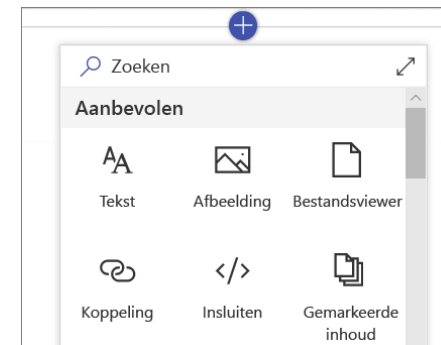 Zoeken
Aanbevolen
Tekst Afbeelding Bestandsviewer
Koppeling Insluiten Gemarkeerde
inhoud